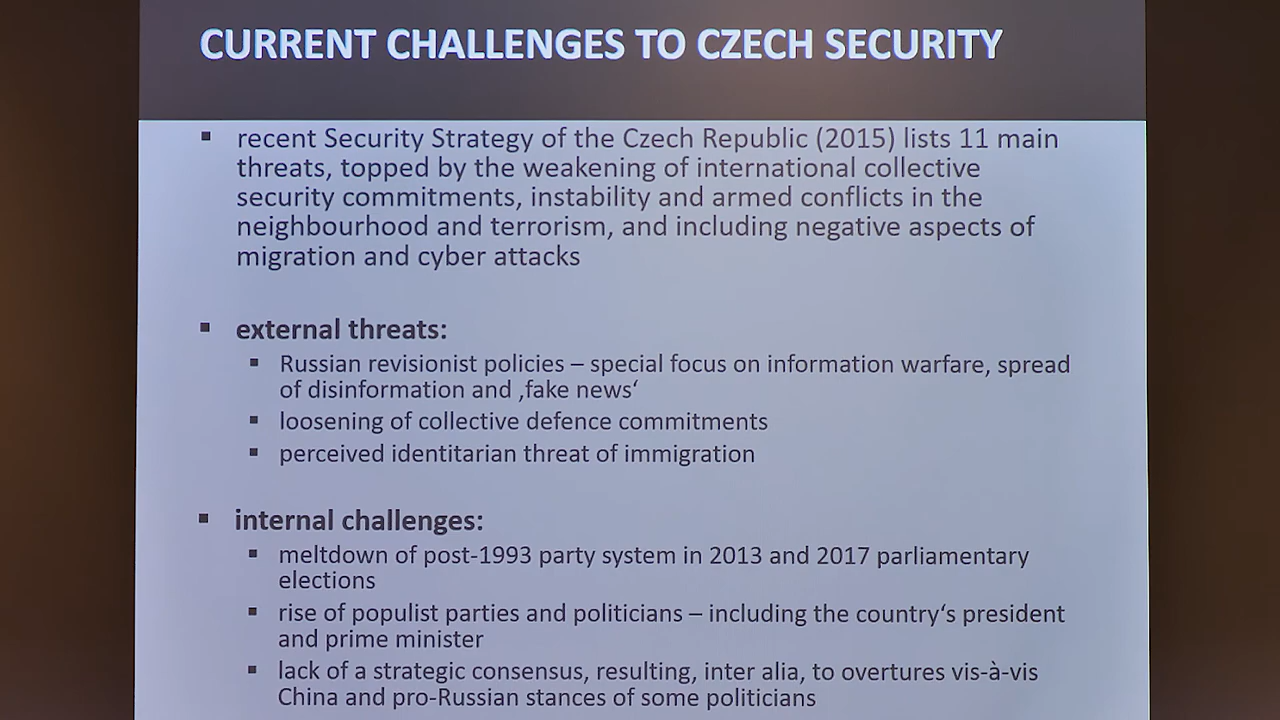 CURRENT CHALLENGES TO CZECH SECURITY
▪ recent Security Strategy of the Czech Republic (2015) lists 11 main
threats, topped by the weakening of international collective
security commitments, instability and armed conflicts in the
neighbourhood and terrorism, and including negative aspects of
migration and cyber attacks
▪ external threats:
▪ Russian revisionist policies – special focus on information warfare, spread
of disinformation and ‚fake news‘
▪ loosening of collective defence commitments
▪ perceived identitarian threat of immigration
▪ internal challenges:
▪ meltdown of post-1993 party system in 2013 and 2017 parliamentary
elections
▪ rise of populist parties and politicians – including the country‘s president
and prime minister
▪ lack of a strategic consensus, resulting, inter alia, to overtures vis-à-vis
China and pro-Russian stances of some politicians